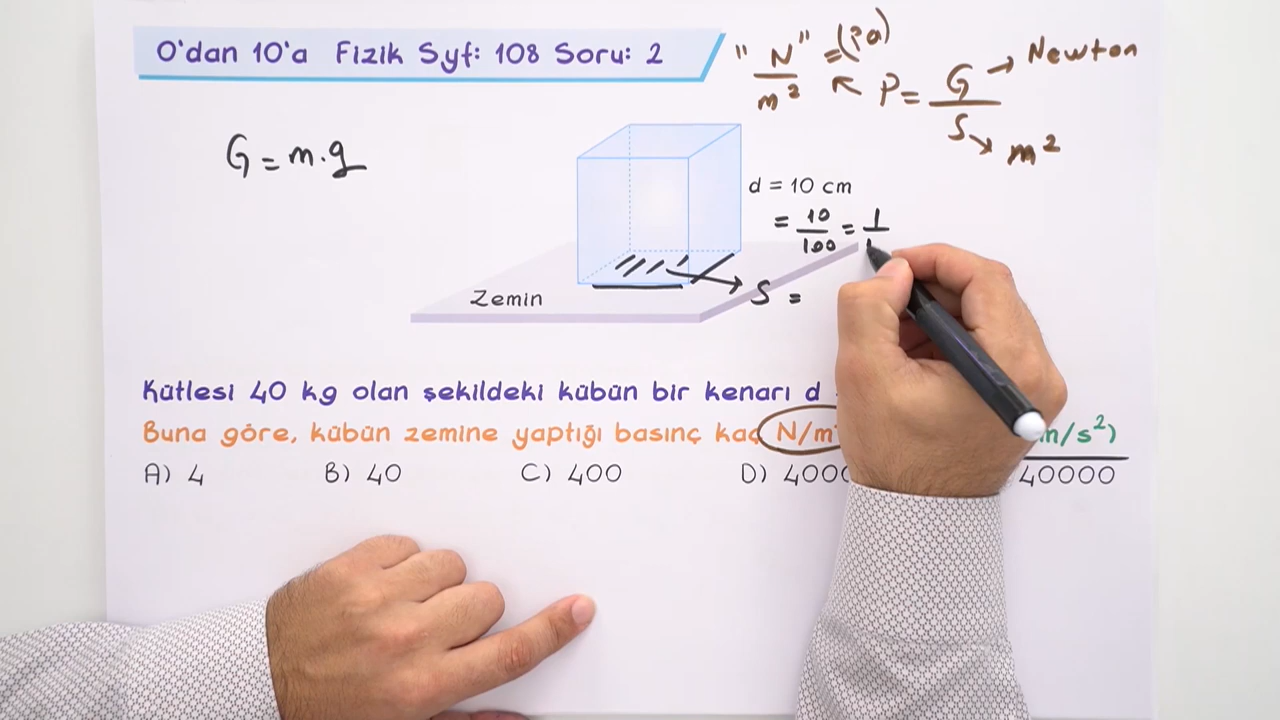 O'dan 10'a Fizik Syf: 108 Soru: 2
"N/m²" = (Pa)
P = G/S
G → Newton
S → m²
G = m.g
d = 10 cm
= 10/100 = 1/
Zemin
S =
Kütlesi 40 kg olan şekildeki kübün bir kenarı d
Buna göre, kübün zemine yaptığı basınç kaç N/m m/s²)
A) 4 B) 40 C) 400 D) 4000 40000